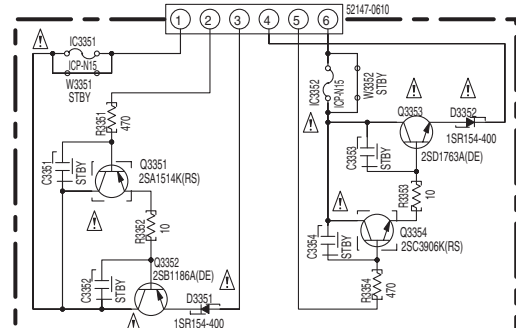 52147-0610
1 2 3 4 5 6
IC3351
ICP-N15
W3351
STBY
R3351
470
C3351
STBY
Q3351
2SA1514K(RS)
R3352
10
Q3352
2SB1186A(DE)
C3352
STBY
D3351
1SR154-400
IC3352
ICP-N15
W3352
STBY
Q3353
2SD1763A(DE)
D3352
1SR154-400
C3353
STBY
R3353
10
Q3354
2SC3906K(RS)
C3354
STBY
R3354
470